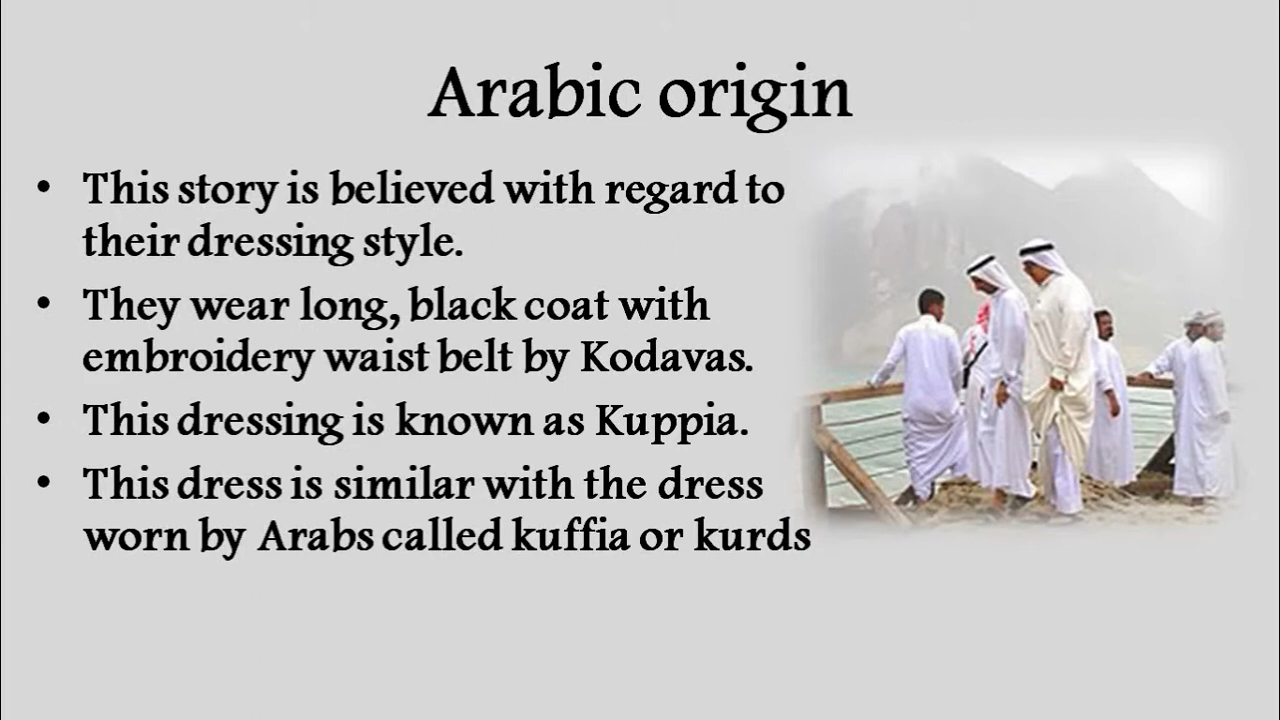 Arabic origin
• This story is believed with regard to
their dressing style.
• They wear long, black coat with
embroidery waist belt by Kodavas.
• This dressing is known as Kuppia.
• This dress is similar with the dress
worn by Arabs called kuffia or kurds